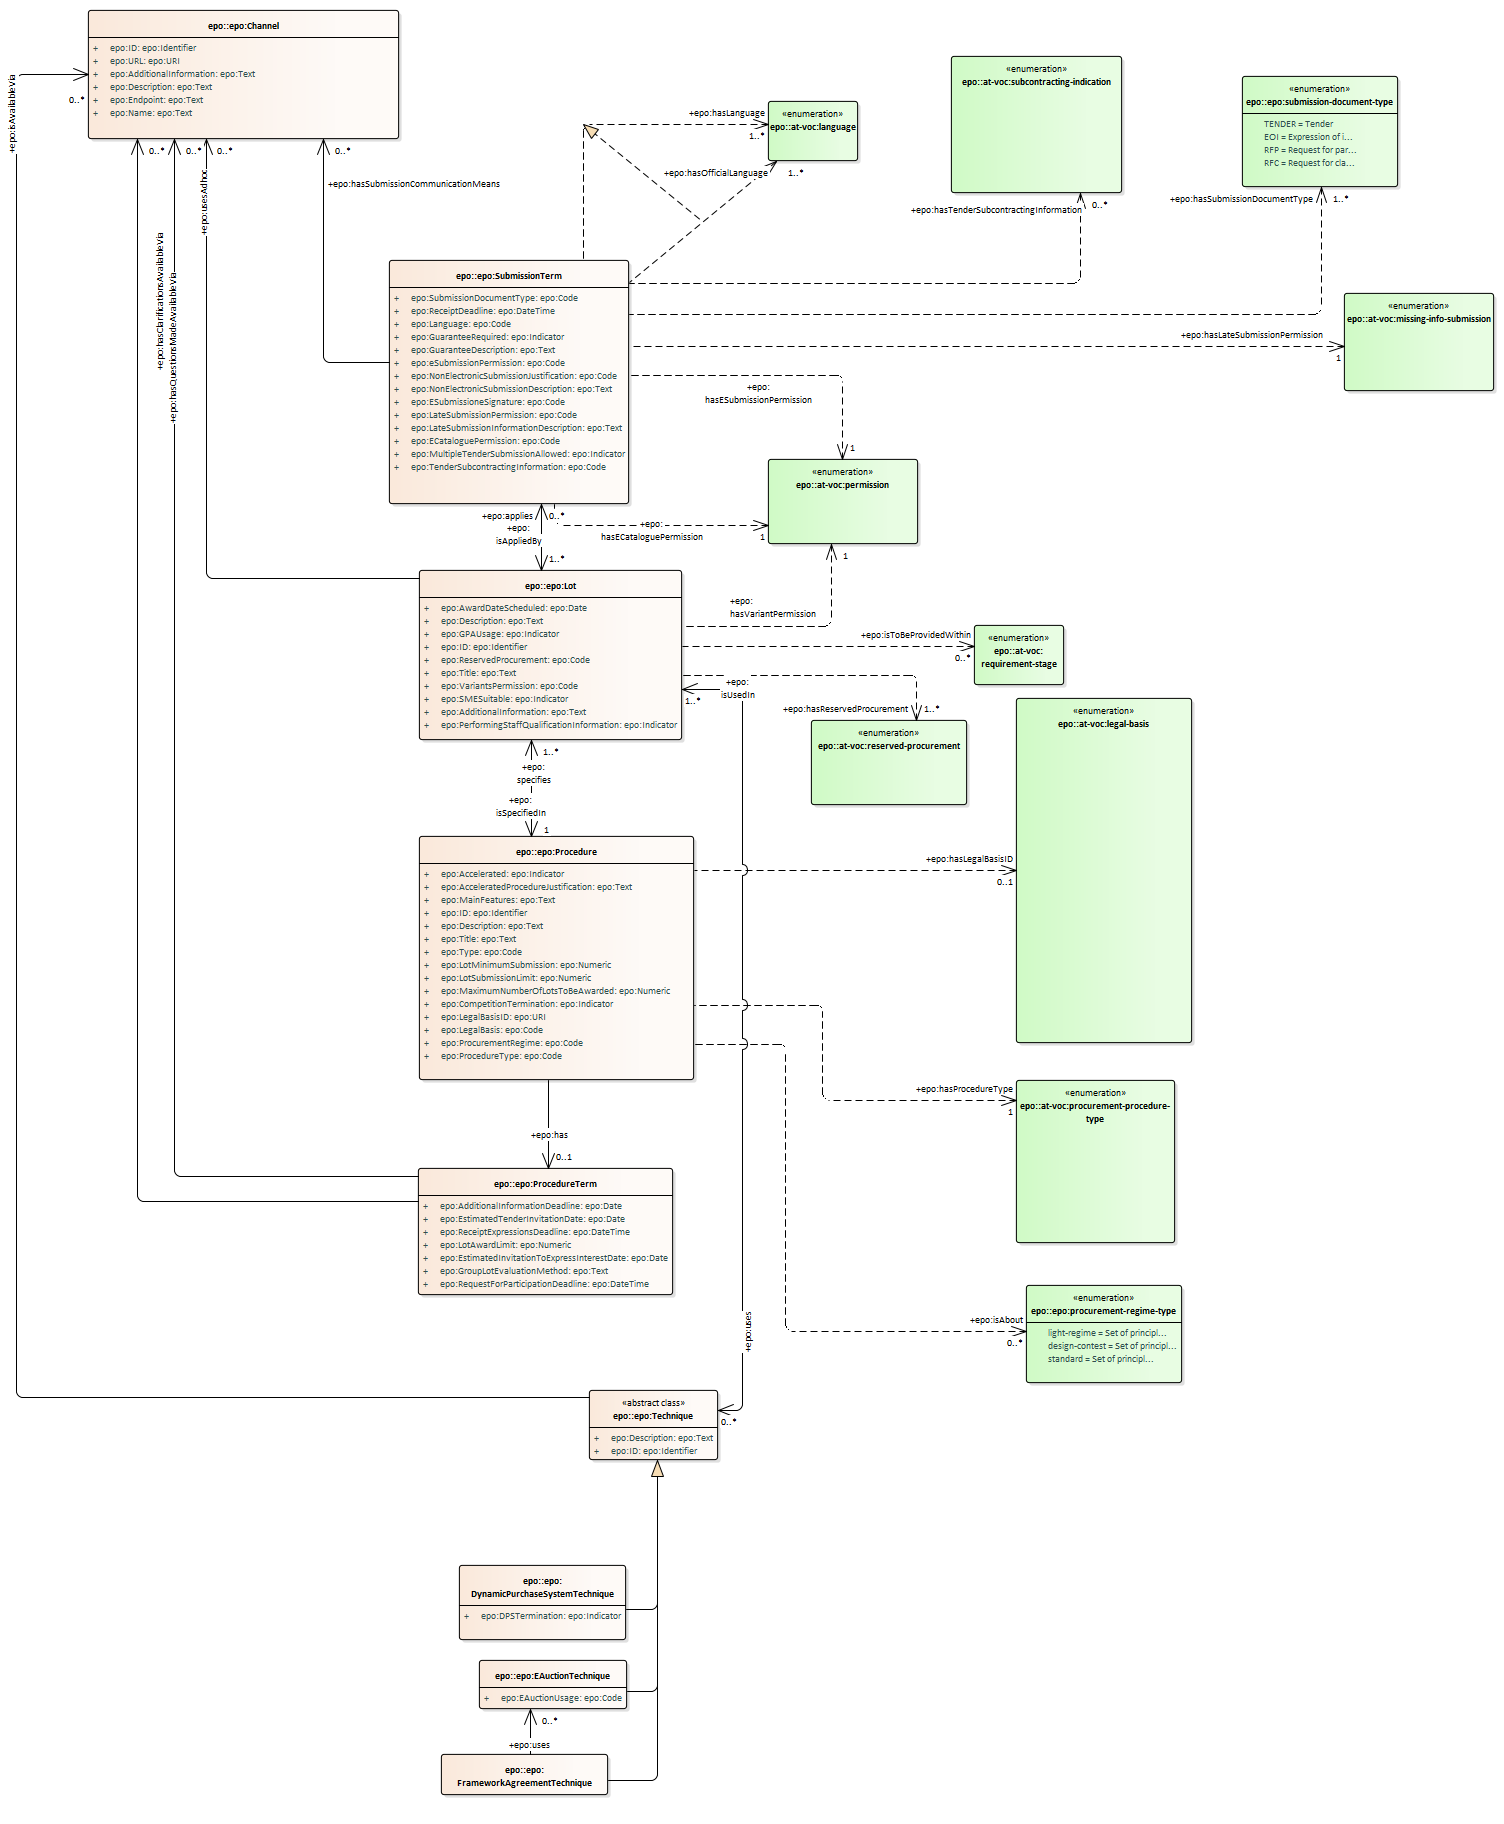 epo::epo:Channel
+ epo:ID: epo:Identifier
+ epo:URL: epo:URI
+ epo:AdditionalInformation: epo:Text
+ epo:Description: epo:Text
+ epo:Endpoint: epo:Text
+ epo:Name: epo:Text
+epo:isAvailableVia
0..*
0..*
0..*
0..*
0..*
+epo:usesAdhoc
+epo:hasSubmissionCommunicationMeans
+epo:hasClarificationsAvailableVia
+epo:hasQuestionsMadeAvailableVia
+epo:hasLanguage
1..*
«enumeration»
epo::at-voc:language
+epo:hasOfficialLanguage
1..*
«enumeration»
epo::at-voc:subcontracting-indication
+epo:hasTenderSubcontractingInformation
0..*
«enumeration»
epo::epo:submission-document-type
TENDER = Tender
EOI = Expression of i...
RFP = Request for par...
RFC = Request for cla...
+epo:hasSubmissionDocumentType
1..*
epo::epo:SubmissionTerm
+ epo:SubmissionDocumentType: epo:Code
+ epo:ReceiptDeadline: epo:DateTime
+ epo:Language: epo:Code
+ epo:GuaranteeRequired: epo:Indicator
+ epo:GuaranteeDescription: epo:Text
+ epo:eSubmissionPermission: epo:Code
+ epo:NonElectronicSubmissionJustification: epo:Code
+ epo:NonElectronicSubmissionDescription: epo:Text
+ epo:ESubmissioneSignature: epo:Code
+ epo:LateSubmissionPermission: epo:Code
+ epo:LateSubmissionInformationDescription: epo:Text
+ epo:ECataloguePermission: epo:Code
+ epo:MultipleTenderSubmissionAllowed: epo:Indicator
+ epo:TenderSubcontractingInformation: epo:Code
«enumeration»
epo::at-voc:missing-info-submission
+epo:hasLateSubmissionPermission
1
+epo:
hasESubmissionPermission
1
«enumeration»
epo::at-voc:permission
+epo:applies
0..*
+epo:
isAppliedBy
1..*
+epo:
hasECataloguePermission
1
1
+epo:
hasVariantPermission
epo::epo:Lot
+ epo:AwardDateScheduled: epo:Date
+ epo:Description: epo:Text
+ epo:GPAUsage: epo:Indicator
+ epo:ID: epo:Identifier
+ epo:ReservedProcurement: epo:Code
+ epo:Title: epo:Text
+ epo:VariantsPermission: epo:Code
+ epo:SMESuitable: epo:Indicator
+ epo:AdditionalInformation: epo:Text
+ epo:PerformingStaffQualificationInformation: epo:Indicator
+epo:isToBeProvidedWithin
0..*
«enumeration»
epo::at-voc:
requirement-stage
+epo:
isUsedIn
1..*
+epo:hasReservedProcurement
1..*
«enumeration»
epo::at-voc:reserved-procurement
«enumeration»
epo::at-voc:legal-basis
1..*
+epo:
specifies
+epo:
isSpecifiedIn
1
epo::epo:Procedure
+ epo:Accelerated: epo:Indicator
+ epo:AcceleratedProcedureJustification: epo:Text
+ epo:MainFeatures: epo:Text
+ epo:ID: epo:Identifier
+ epo:Description: epo:Text
+ epo:Title: epo:Text
+ epo:Type: epo:Code
+ epo:LotMinimumSubmission: epo:Numeric
+ epo:LotSubmissionLimit: epo:Numeric
+ epo:MaximumNumberOfLotsToBeAwarded: epo:Numeric
+ epo:CompetitionTermination: epo:Indicator
+ epo:LegalBasisID: epo:URI
+ epo:LegalBasis: epo:Code
+ epo:ProcurementRegime: epo:Code
+ epo:ProcedureType: epo:Code
+epo:hasLegalBasisID
0..1
+epo:hasProcedureType
1
«enumeration»
epo::at-voc:procurement-procedure-
type
+epo:has
0..1
epo::epo:ProcedureTerm
+ epo:AdditionalInformationDeadline: epo:Date
+ epo:EstimatedTenderInvitationDate: epo:Date
+ epo:ReceiptExpressionsDeadline: epo:DateTime
+ epo:LotAwardLimit: epo:Numeric
+ epo:EstimatedInvitationToExpressInterestDate: epo:Date
+ epo:GroupLotEvaluationMethod: epo:Text
+ epo:RequestForParticipationDeadline: epo:DateTime
+epo:isAbout
0..*
«enumeration»
epo::epo:procurement-regime-type
light-regime = Set of principl...
design-contest = Set of principl...
standard = Set of principl...
+epo:uses
0..*
«abstract class»
epo::epo:Technique
+ epo:Description: epo:Text
+ epo:ID: epo:Identifier
epo::epo:
DynamicPurchaseSystemTechnique
+ epo:DPSTermination: epo:Indicator
epo::epo:EAuctionTechnique
+ epo:EAuctionUsage: epo:Code
0..*
+epo:uses
epo::epo:
FrameworkAgreementTechnique